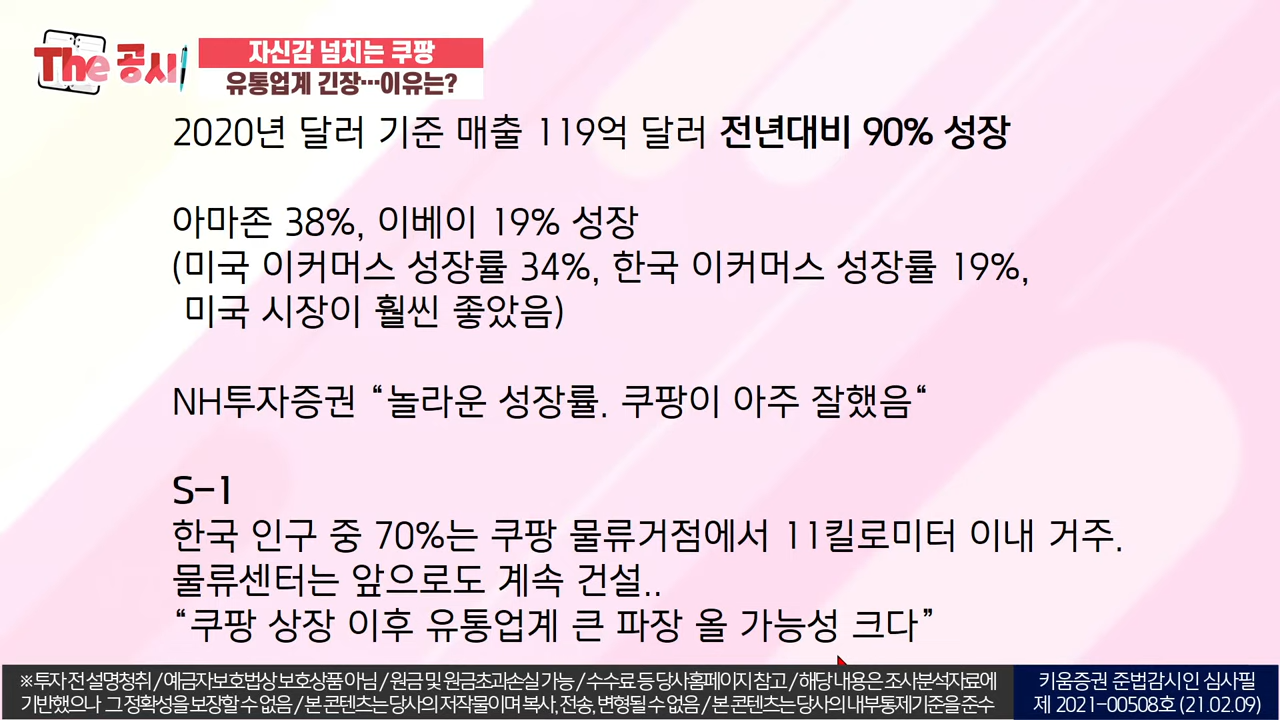 The 공시
자신감 넘치는 쿠팡
유통업계 긴장…이유는?
2020년 달러 기준 매출 119억 달러 전년대비 90% 성장
아마존 38%, 이베이 19% 성장
(미국 이커머스 성장률 34%, 한국 이커머스 성장률 19%,
미국 시장이 훨씬 좋았음)
NH투자증권 “놀라운 성장률. 쿠팡이 아주 잘했음“
S-1
한국 인구 중 70%는 쿠팡 물류거점에서 11킬로미터 이내 거주.
물류센터는 앞으로도 계속 건설..
“쿠팡 상장 이후 유통업계 큰 파장 올 가능성 크다”
※투자 전 설명청취 / 예금자보호법상 보호상품 아님 / 원금 및 원금초과손실 가능 / 수수료 등 당사홈페이지 참고 / 해당 내용은 조사분석자료에
기반했으나 그 정확성을 보장할 수 없음 / 본 콘텐츠는 당사의 저작물이며 복사, 전송, 변형될 수 없음 / 본 콘텐츠는 당사의 내부통제기준을 준수
키움증권 준법감시인 심사필
제 2021-00508호 (21.02.09)